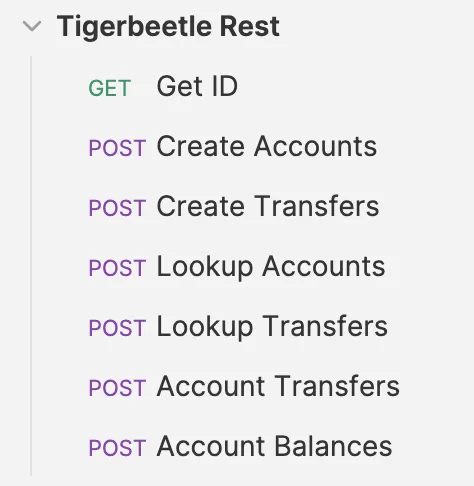 Tigerbeetle Rest
GET Get ID
POST Create Accounts
POST Create Transfers
POST Lookup Accounts
POST Lookup Transfers
POST Account Transfers
POST Account Balances